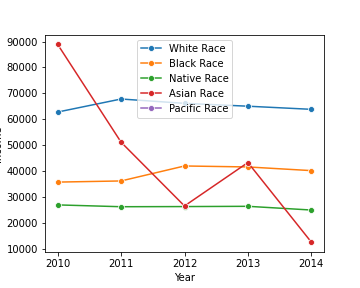 90000
80000
70000
60000
50000
40000
30000
20000
10000
2010 2011 2012 2013 2014
Year
White Race
Black Race
Native Race
Asian Race
Pacific Race